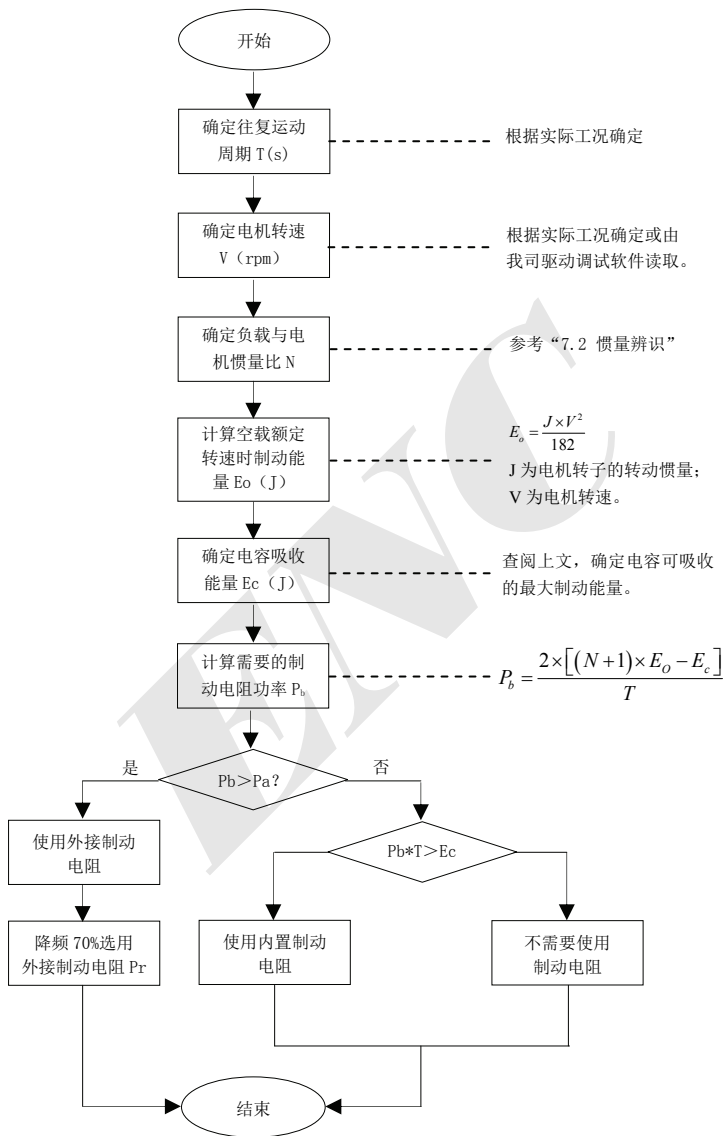 开始
确定往复运动
周期 T(s)
根据实际工况确定
确定电机转速
V（rpm）
根据实际工况确定或由
我司驱动调试软件读取。
确定负载与电
机惯量比 N
参考“7.2 惯量辨识”
计算空载额定
转速时制动能
量 Eo（J）
E_o = \frac{J×V^2}{182}
J 为电机转子的转动惯量；
V 为电机转速。
确定电容吸收
能量 Ec（J）
查阅上文，确定电容可吸收
的最大制动能量。
计算需要的制
动电阻功率 P_b
P_b = \frac{2×[(N+1)×E_O−E_c]}{T}
是
Pb＞Pa？
否
使用外接制动
电阻
Pb*T＞Ec
降频 70%选用
外接制动电阻 Pr
使用内置制动
电阻
不需要使用
制动电阻
结束
ENC